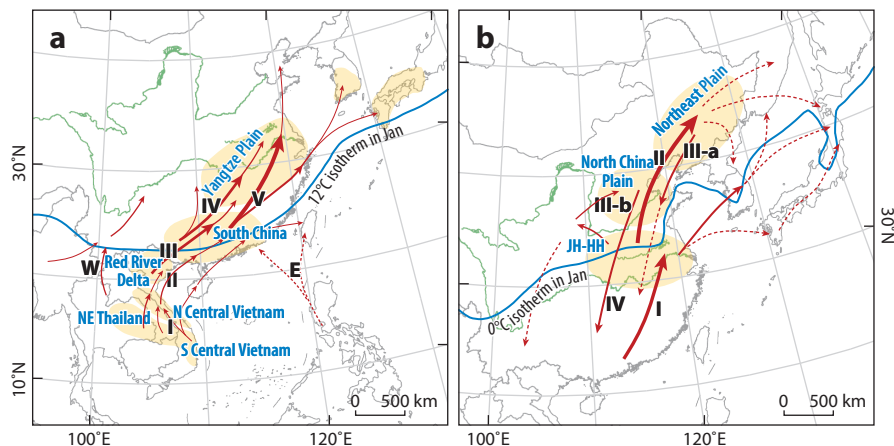 a
30°N
10°N
100°E
120°E
0 500 km
Yangtze Plain
12°C isotherm in Jan
IV
V
South China
III
W
Red River
Delta
II
E
NE Thailand
I
N Central Vietnam
S Central Vietnam
b
Northeast Plain
II
III-a
North China
Plain
III-b
JH-HH
30°N
0°C isotherm in Jan
IV
I
0 500 km
100°E
120°E